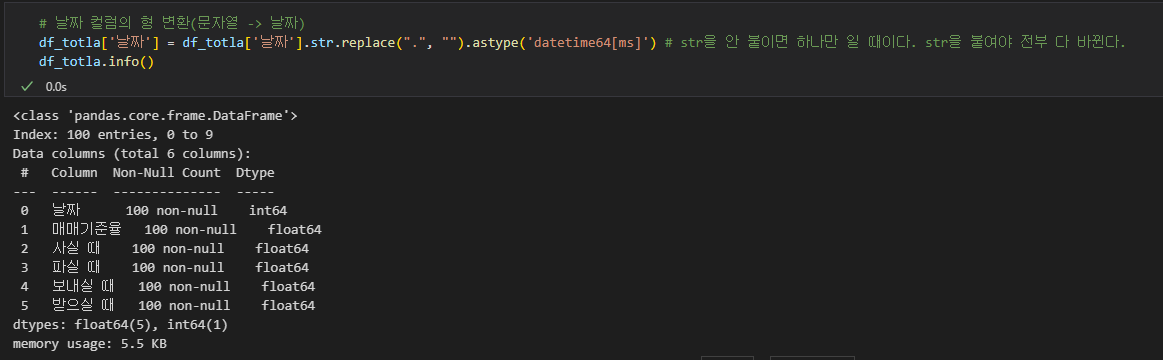 # 날짜 컬럼의 형 변환(문자열 -> 날짜)
df_totla['날짜'] = df_totla['날짜'].str.replace(".", "").astype('datetime64[ms]') # str을 안 붙이면 하나만 일 때이다. str을 붙여야 전부 다 바뀐다.
df_totla.info()
✓ 0.0s
<class 'pandas.core.frame.DataFrame'>
Index: 100 entries, 0 to 9
Data columns (total 6 columns):
 #   Column  Non-Null Count  Dtype
---  ------  --------------  -----
 0   날짜      100 non-null    int64
 1   매매기준율   100 non-null    float64
 2   사실 때    100 non-null    float64
 3   파실 때    100 non-null    float64
 4   보내실 때   100 non-null    float64
 5   받으실 때   100 non-null    float64
dtypes: float64(5), int64(1)
memory usage: 5.5 KB